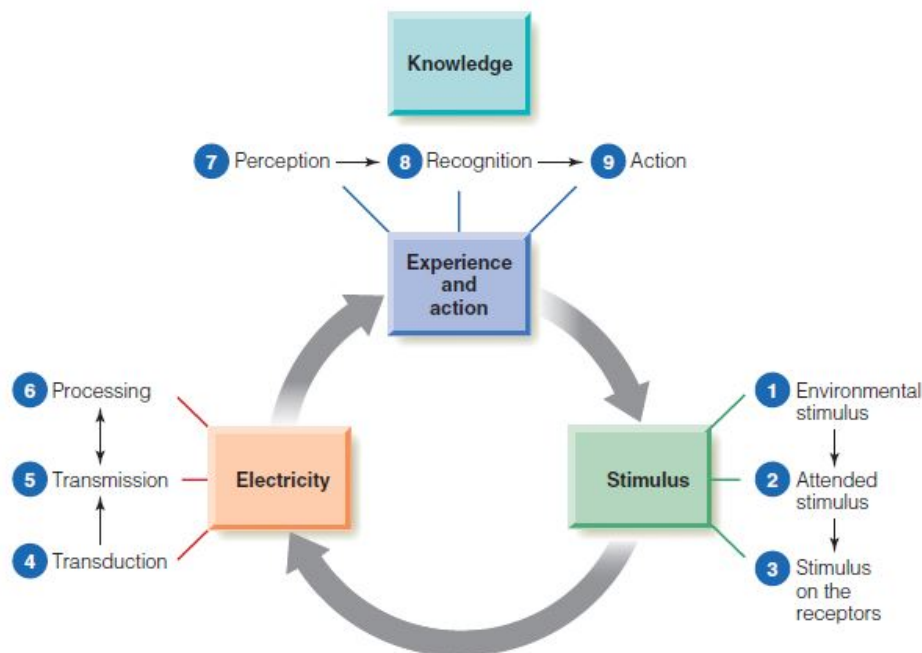 Knowledge
7 Perception
8 Recognition
9 Action
Experience
and
action
6 Processing
5 Transmission
4 Transduction
Electricity
Stimulus
1 Environmental
stimulus
2 Attended
stimulus
3 Stimulus
on the
receptors